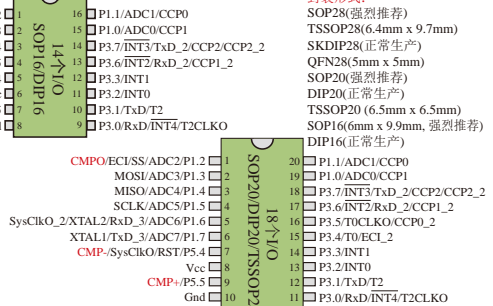 16 P1.1/ADC1/CCP0
1
15 P1.0/ADC0/CCP1
2
14 P3.7/INT3/TxD_2/CCP2/CCP2_2
3
13 P3.6/INT2/RxD_2/CCP1_2
4
12 P3.3/INT1
5
11 P3.2/INT0
6
10 P3.1/TxD/T2
7
9 P3.0/RxD/INT4/T2CLKO
8
14个I/O
SOP16/DIP16
SOP28(强烈推荐)
TSSOP28(6.4mm x 9.7mm)
SKDIP28(正常生产)
QFN28(5mm x 5mm)
SOP20(强烈推荐)
DIP20(正常生产)
TSSOP20 (6.5mm x 6.5mm)
SOP16(6mm x 9.9mm, 强烈推荐)
DIP16(正常生产)
CMPO/ECI/SS/ADC2/P1.2 1
MOSI/ADC3/P1.3 2
MISO/ADC4/P1.4 3
SCLK/ADC5/P1.5 4
SysClkO_2/XTAL2/RxD_3/ADC6/P1.6 5
XTAL1/TxD_3/ADC7/P1.7 6
CMP-/SysClkO/RST/P5.4 7
Vcc 8
CMP+/P5.5 9
Gnd 10
18个I/O
SOP20/DIP20/TSSOP2
20 P1.1/ADC1/CCP0
19 P1.0/ADC0/CCP1
18 P3.7/INT3/TxD_2/CCP2/CCP2_2
17 P3.6/INT2/RxD_2/CCP1_2
16 P3.5/T0CLKO/CCP0_2
15 P3.4/T0/ECI_2
14 P3.3/INT1
13 P3.2/INT0
12 P3.1/TxD/T2
11 P3.0/RxD/INT4/T2CLKO